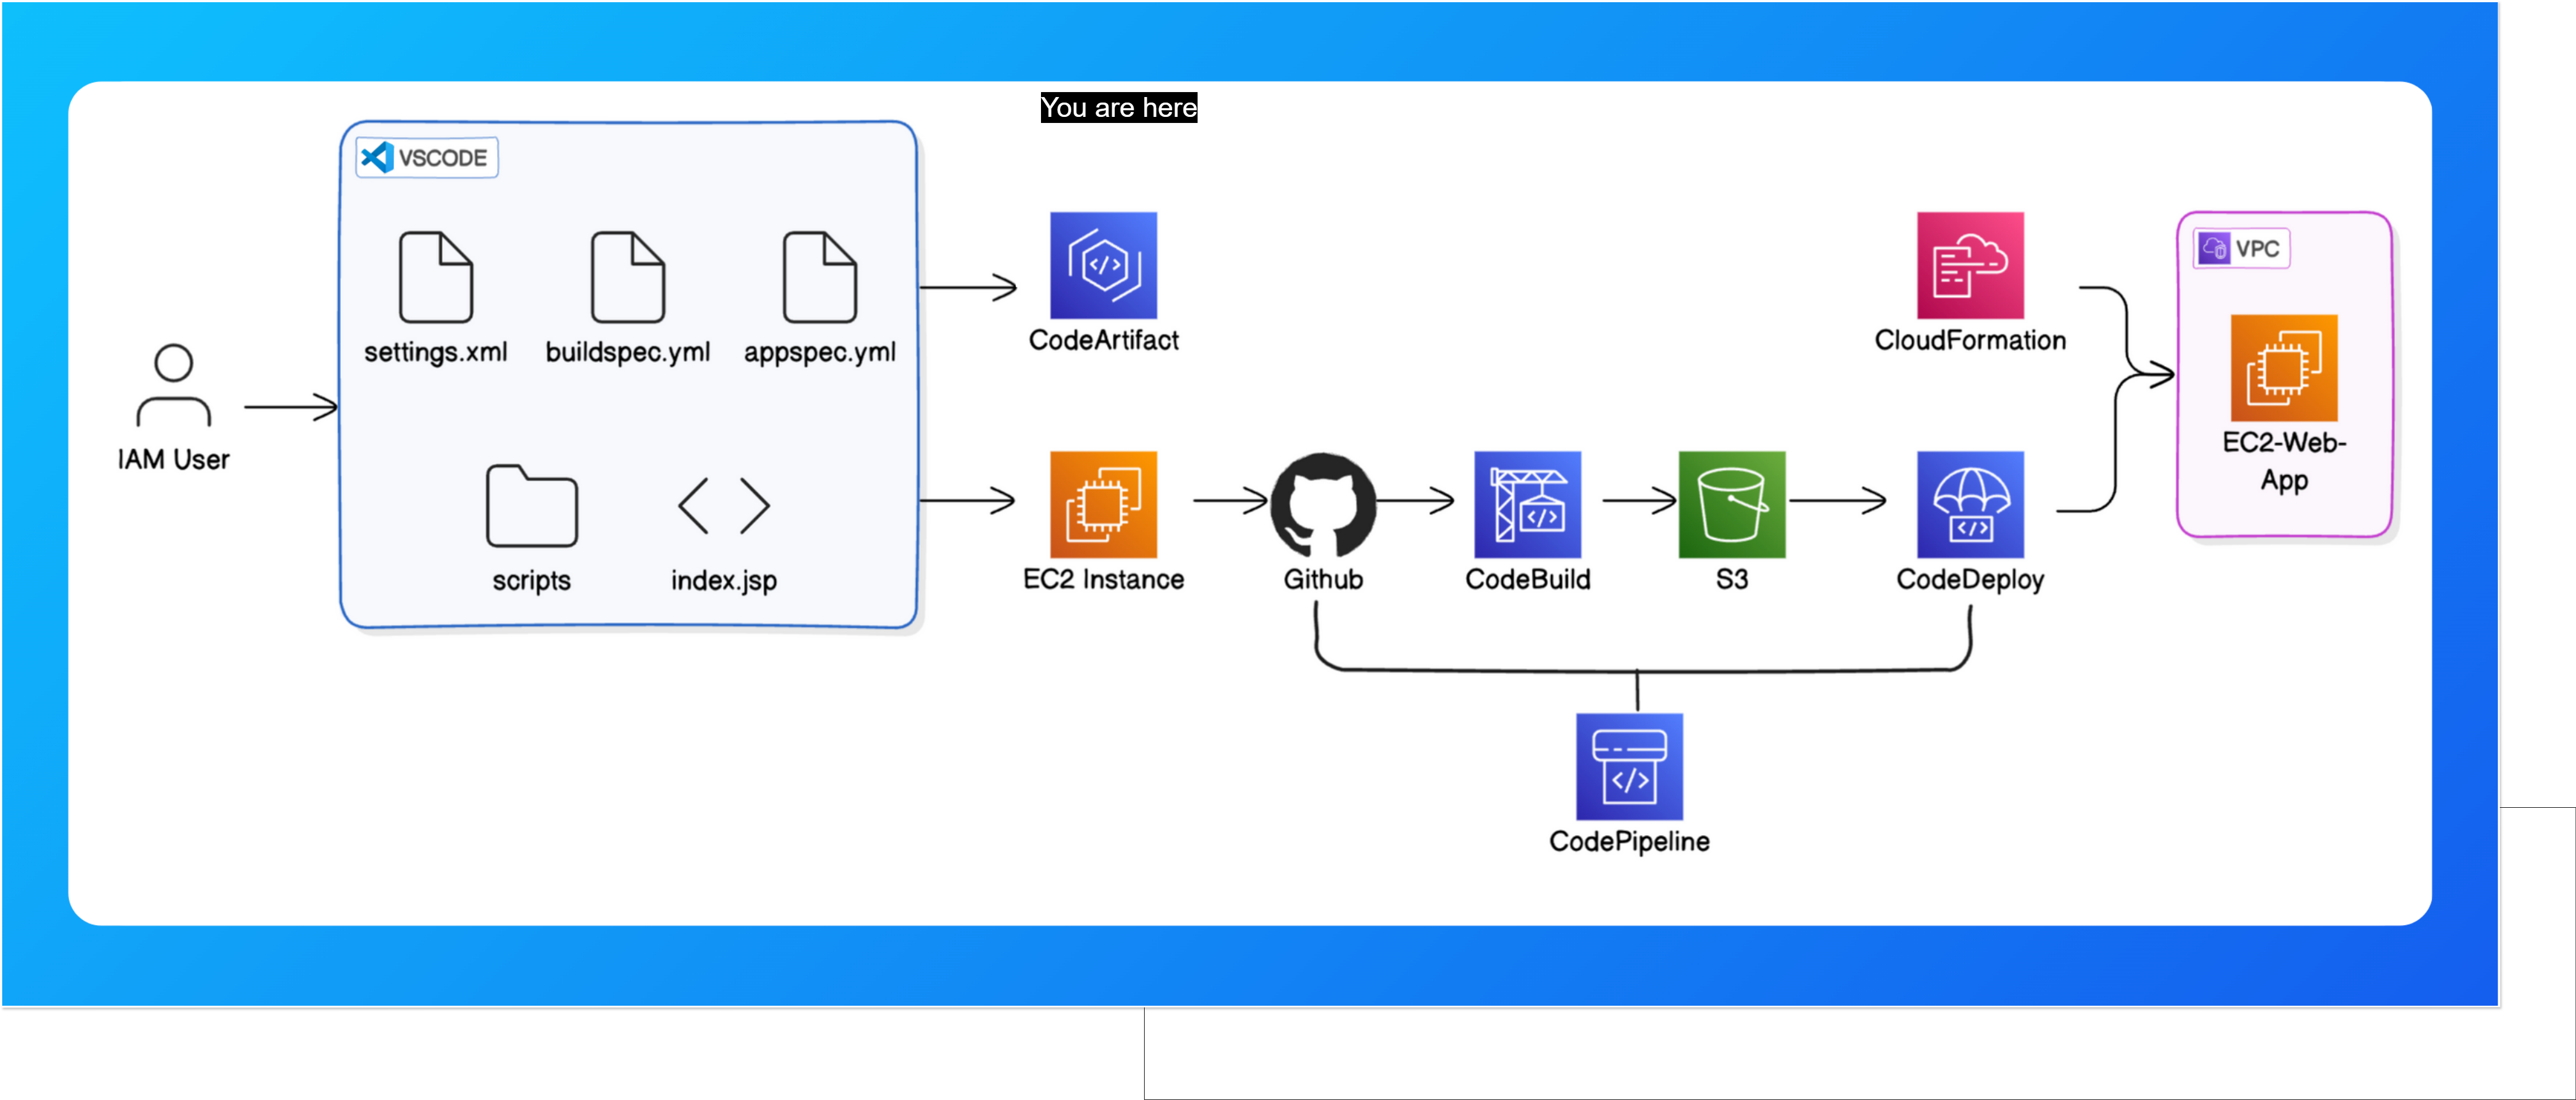 You are here
VSCODE
settings.xml
buildspec.yml
appspec.yml
scripts
index.jsp
IAM User
CodeArtifact
EC2 Instance
Github
CodeBuild
S3
CodeDeploy
CloudFormation
VPC
EC2-Web-
App
CodePipeline